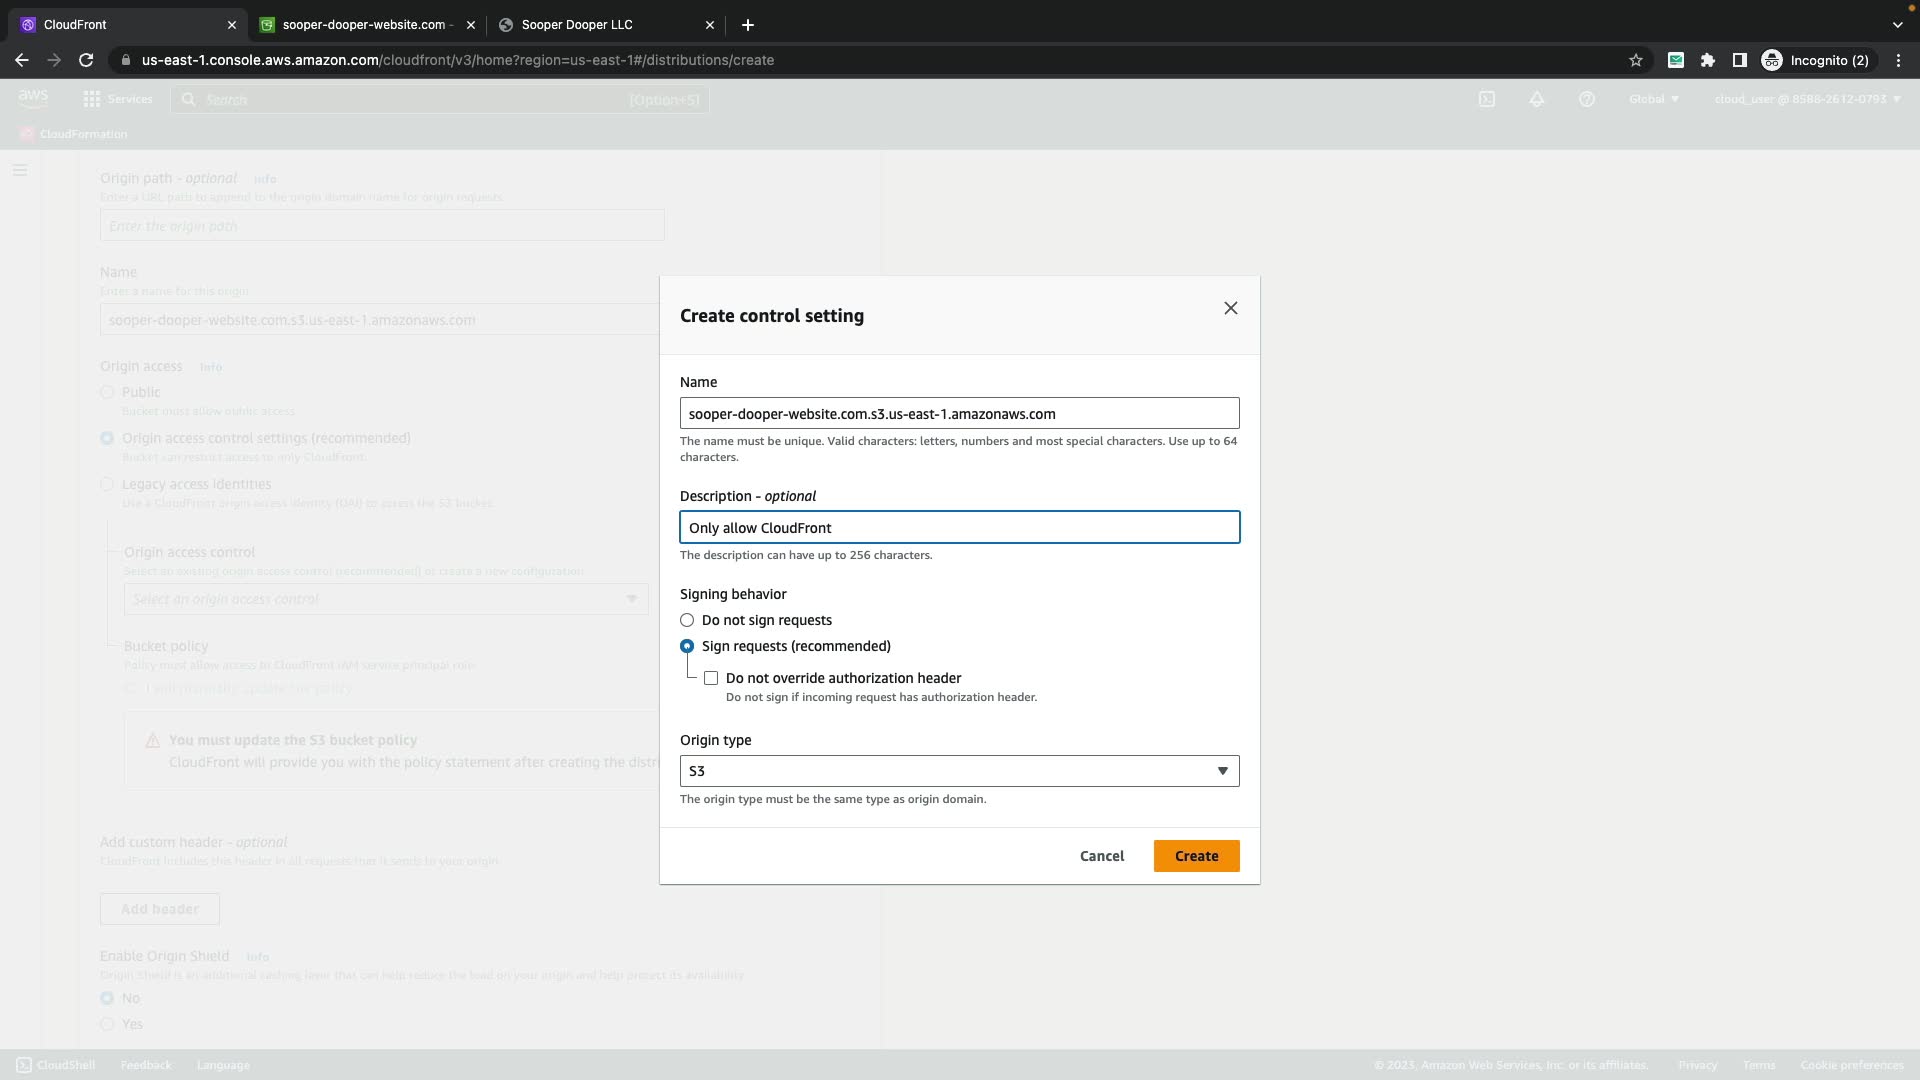 CloudFront
sooper-dooper-website.com -
Sooper Dooper LLC
us-east-1.console.aws.amazon.com/cloudfront/v3/home?region=us-east-1#/distributions/create
Incognito (2)
aws
Services
Search
[Option+S]
Global
cloud_user @ 8586-2612-0793
CloudFormation
Origin path - optional Info
Enter a URL path to append to the origin domain name for origin requests.
Enter the origin path
Name
Enter a name for this origin.
sooper-dooper-website.com.s3.us-east-1.amazonaws.com
Origin access Info
Public
Bucket must allow public access.
Origin access control settings (recommended)
Bucket can restrict access to only CloudFront.
Legacy access identities
Use a CloudFront origin access identity (OAI) to access the S3 bucket.
Origin access control
Select an existing origin access control (recommended) or create a new configuration.
Select an origin access control
Bucket policy
Policy must allow access to CloudFront IAM service principal role.
I will manually update the policy
You must update the S3 bucket policy
CloudFront will provide you with the policy statement after creating the distri
Add custom header - optional
CloudFront includes this header in all requests that it sends to your origin.
Add header
Enable Origin Shield Info
Origin Shield is an additional caching layer that can help reduce the load on your origin and help protect its availability.
No
Yes
Create control setting
Name
sooper-dooper-website.com.s3.us-east-1.amazonaws.com
The name must be unique. Valid characters: letters, numbers and most special characters. Use up to 64
characters.
Description - optional
Only allow CloudFront
The description can have up to 256 characters.
Signing behavior
Do not sign requests
Sign requests (recommended)
Do not override authorization header
Do not sign if incoming request has authorization header.
Origin type
S3
The origin type must be the same type as origin domain.
Cancel
Create
CloudShell
Feedback
Language
© 2023, Amazon Web Services, Inc. or its affiliates.
Privacy
Terms
Cookie preferences